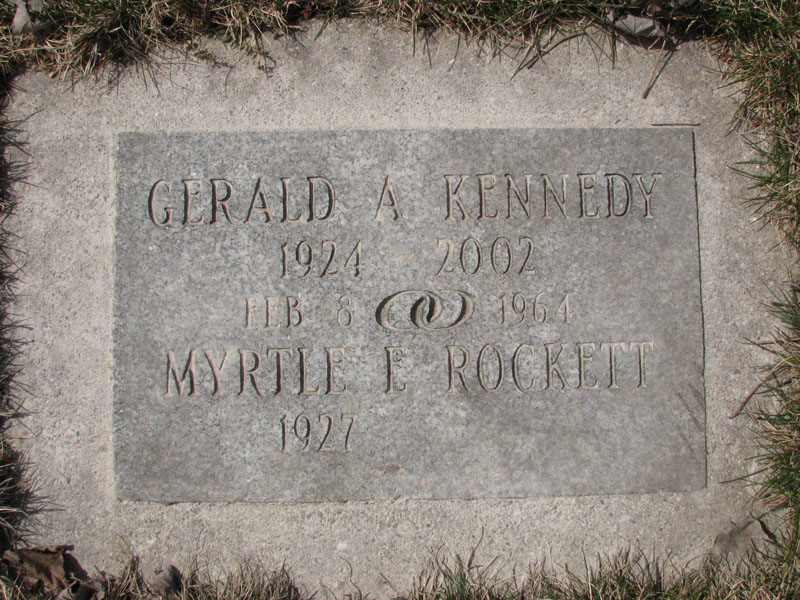 GERALD A KENNEDY
1924 - 2002
FEB 8 1964
MYRTLE E ROCKETT
1927